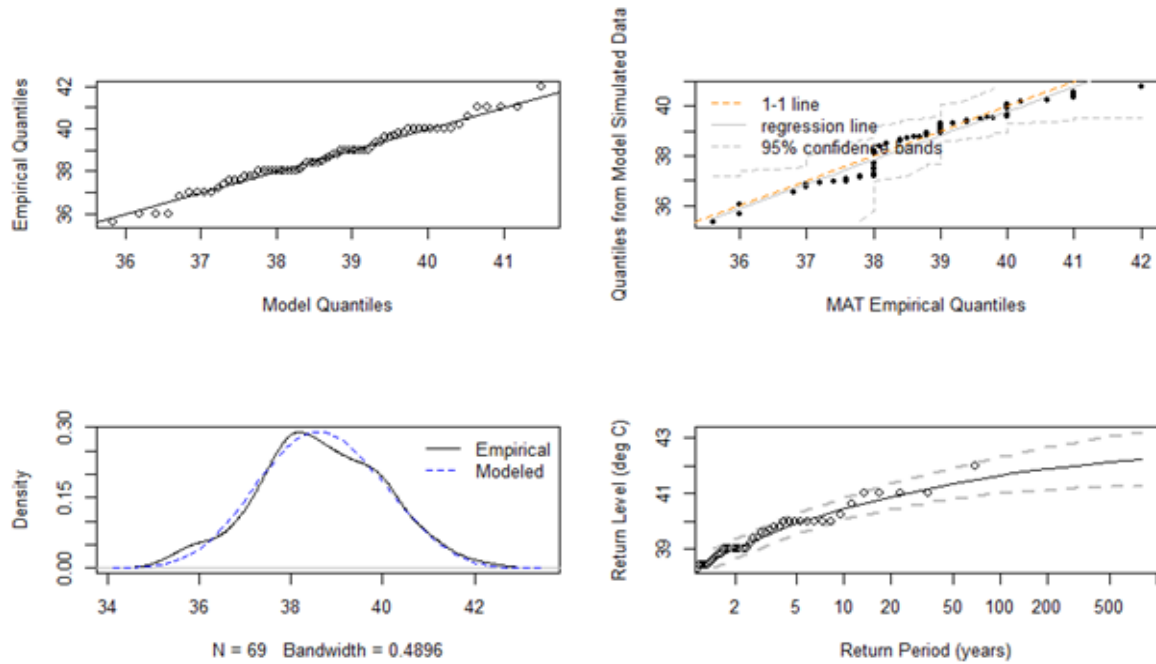 Empirical Quantiles
36 38 40 42
36 37 38 39 40 41
Model Quantiles
Quantiles from Model Simulated Data
36 38 40
1-1 line
regression line
95% confidence bands
36 37 38 39 40 41 42
MAT Empirical Quantiles
Density
0.00 0.15 0.30
Empirical
Modeled
34 36 38 40 42
N = 69 Bandwidth = 0.4896
Return Level (deg C)
39 41 43
2 5 10 20 50 100 200 500
Return Period (years)